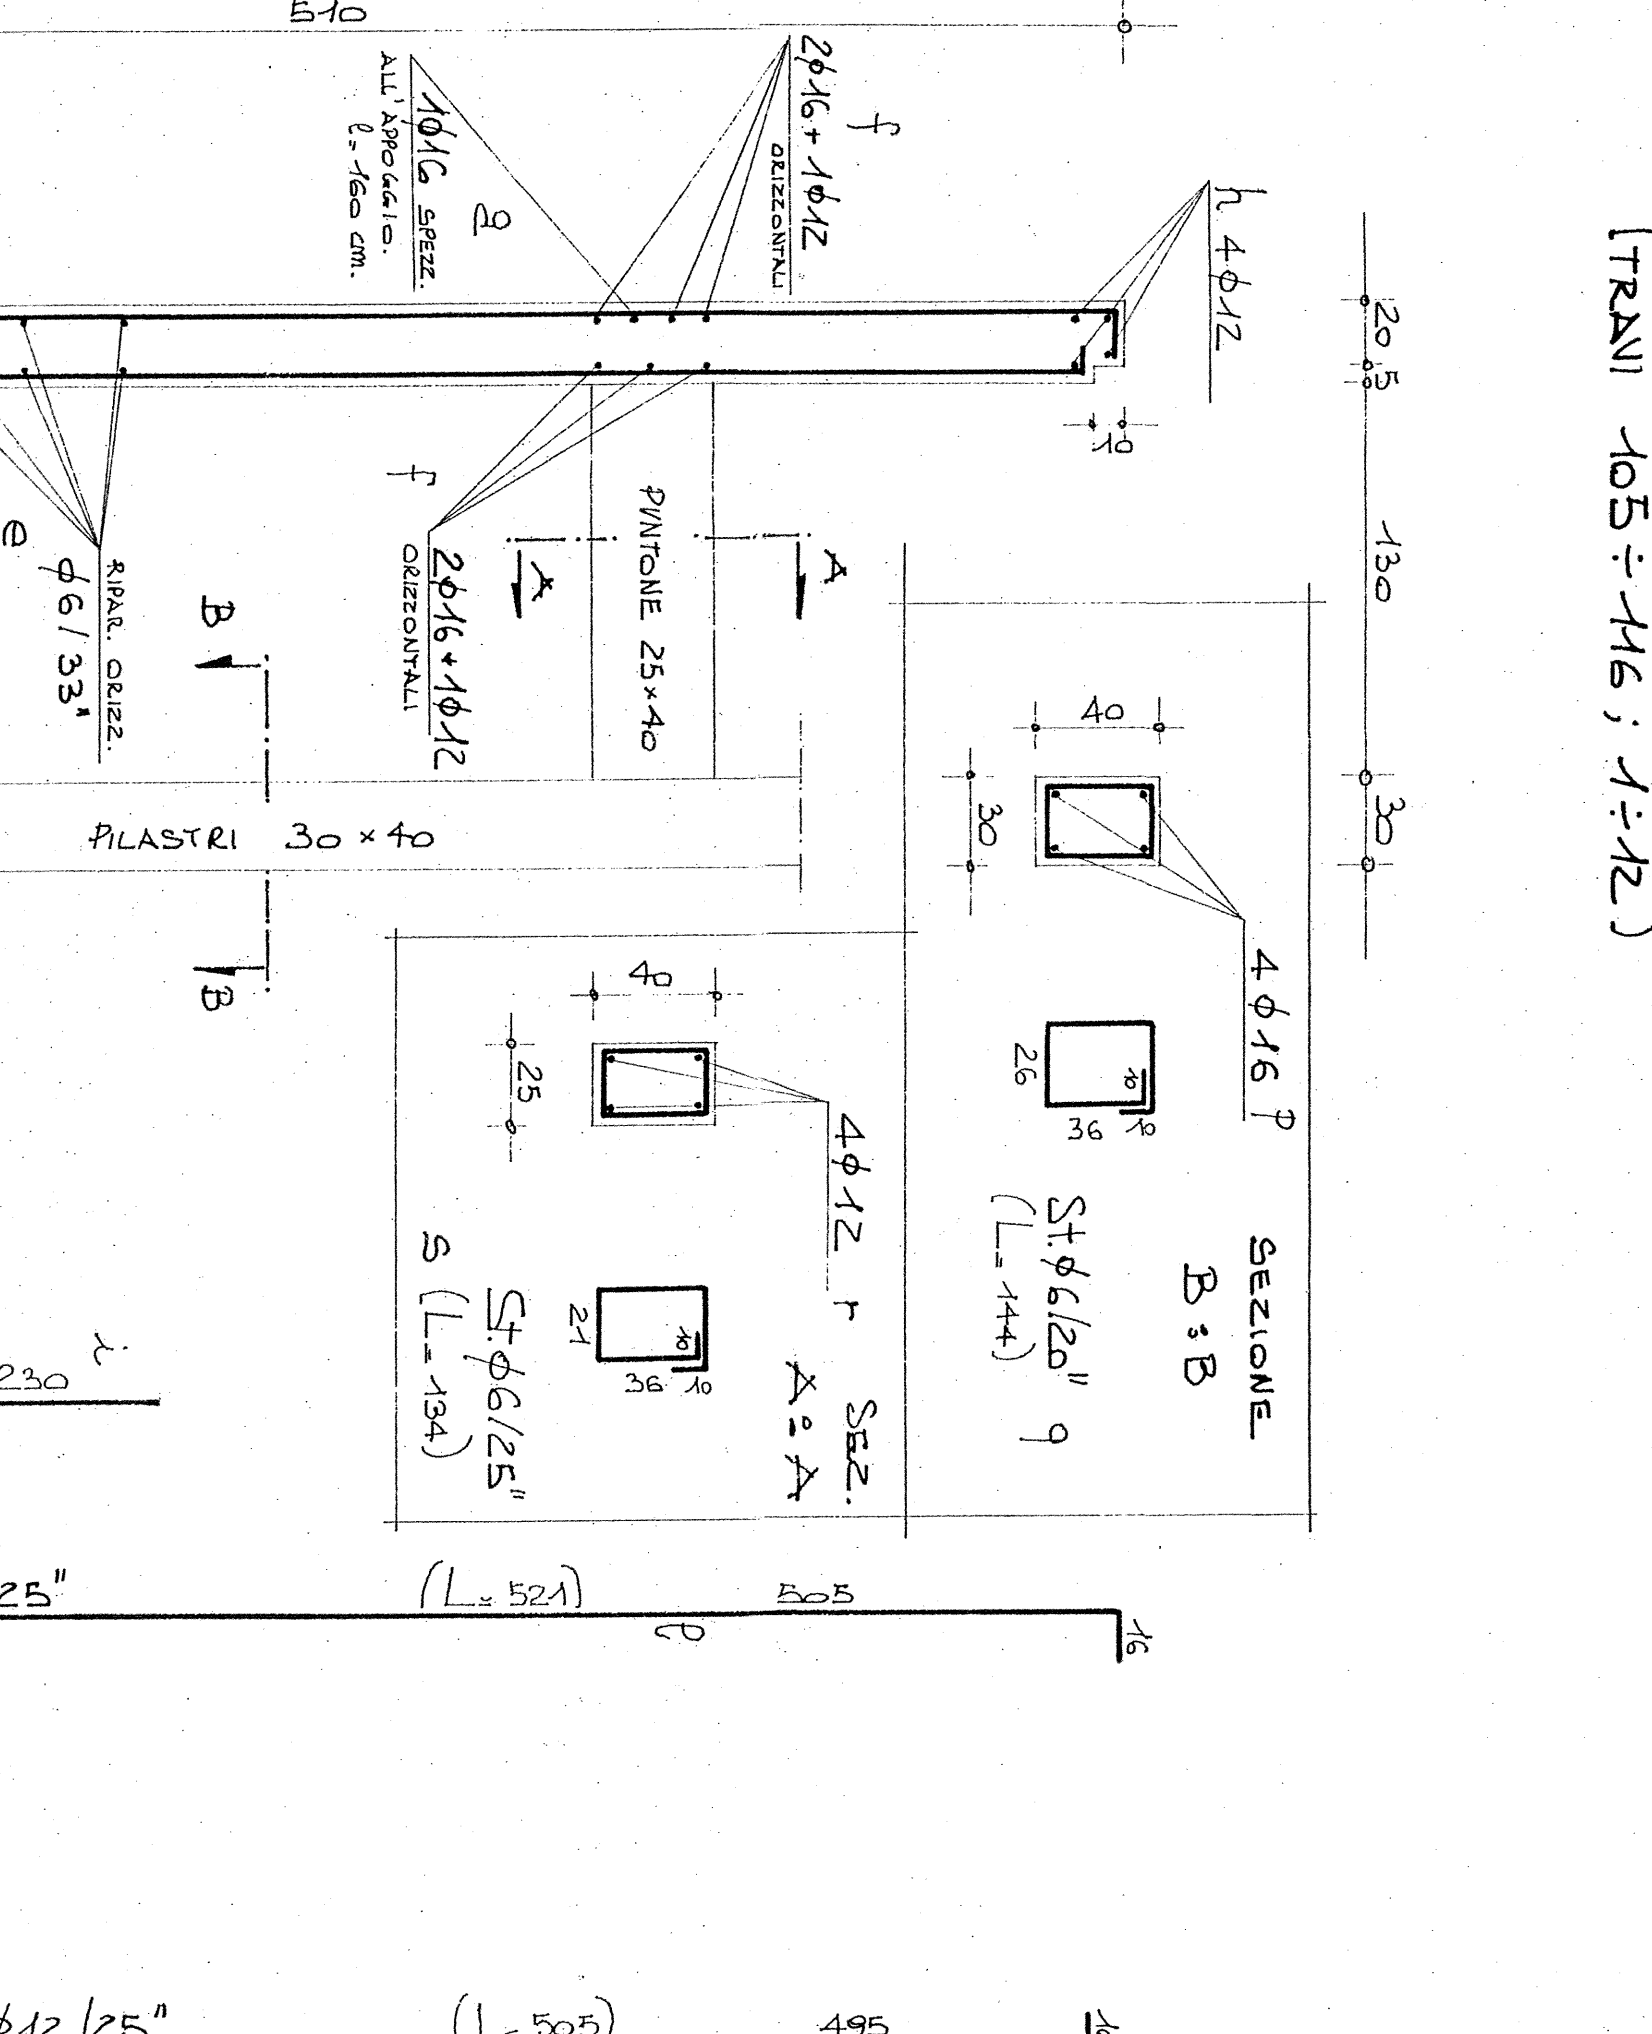 [TRAVI 105÷116; 1÷12)
20
5
130
30
h 4ϕ12
10
f
2ϕ16+1ϕ12
ORIZZONTALI
510
g
1ϕ16 SPEZZ.
ALL'APPOGGIO.
l=160 cm.
f
2ϕ16+1ϕ12
ORIZZONTALI
PUNTONE 25×40
A
A
RIPAR. ORIZZ.
ϕ6/33"
e
B
B
PILASTRI 30×40
40
30
4ϕ16 P
26
10
36
10
SEZIONE
B÷B
St.ϕ6/20" q
(L=144)
40
25
4ϕ12 r
21
10
36
10
SEZ.
A÷A
St.ϕ6/25"
S (L=134)
i
230
25"
(L=521)
505
16
ϕ12/25"
(L=505)
495